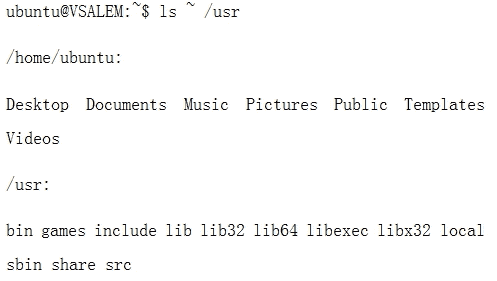 ubuntu@VSALEM:~$ ls ~ /usr
/home/ubuntu:
Desktop Documents Music Pictures Public Templates
Videos
/usr:
bin games include lib lib32 lib64 libexec libx32 local
sbin share src